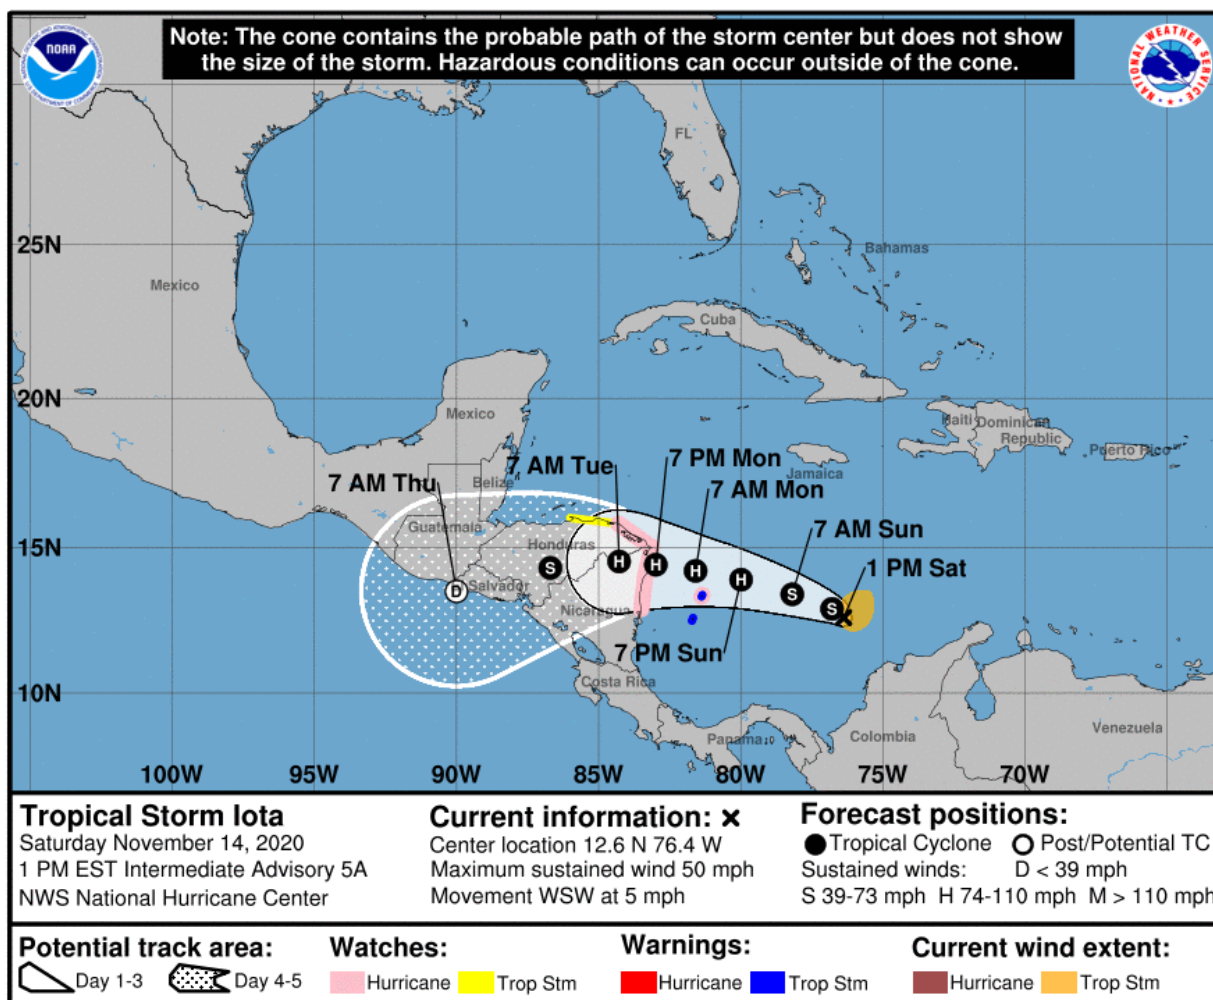 Note: The cone contains the probable path of the storm center but does not show
the size of the storm. Hazardous conditions can occur outside of the cone.
NOAA
NATIONAL WEATHER SERVICE
FL
25N
Bahamas
Mexico
Cuba
20N
Mexico
Haiti
Dominican
Republic
Puerto Rico
7 AM Tue
7 PM Mon
Jamaica
7 AM Thu
Belize
7 AM Mon
Guatemala
7 AM Sun
15N
Honduras
1 PM Sat
H
H
H
H
S
S
S
D
Salvador
Nicaragua
7 PM Sun
10N
Costa Rica
Panama
Colombia
Venezuela
100W
95W
90W
85W
80W
75W
70W
Tropical Storm Iota
Saturday November 14, 2020
1 PM EST Intermediate Advisory 5A
NWS National Hurricane Center
Current information: x
Center location 12.6 N 76.4 W
Maximum sustained wind 50 mph
Movement WSW at 5 mph
Forecast positions:
Tropical Cyclone
Post/Potential TC
Sustained winds:
D < 39 mph
S 39-73 mph H 74-110 mph M > 110 mph
Potential track area:
Day 1-3
Day 4-5
Watches:
Hurricane
Trop Stm
Warnings:
Hurricane
Trop Stm
Current wind extent:
Hurricane
Trop Stm